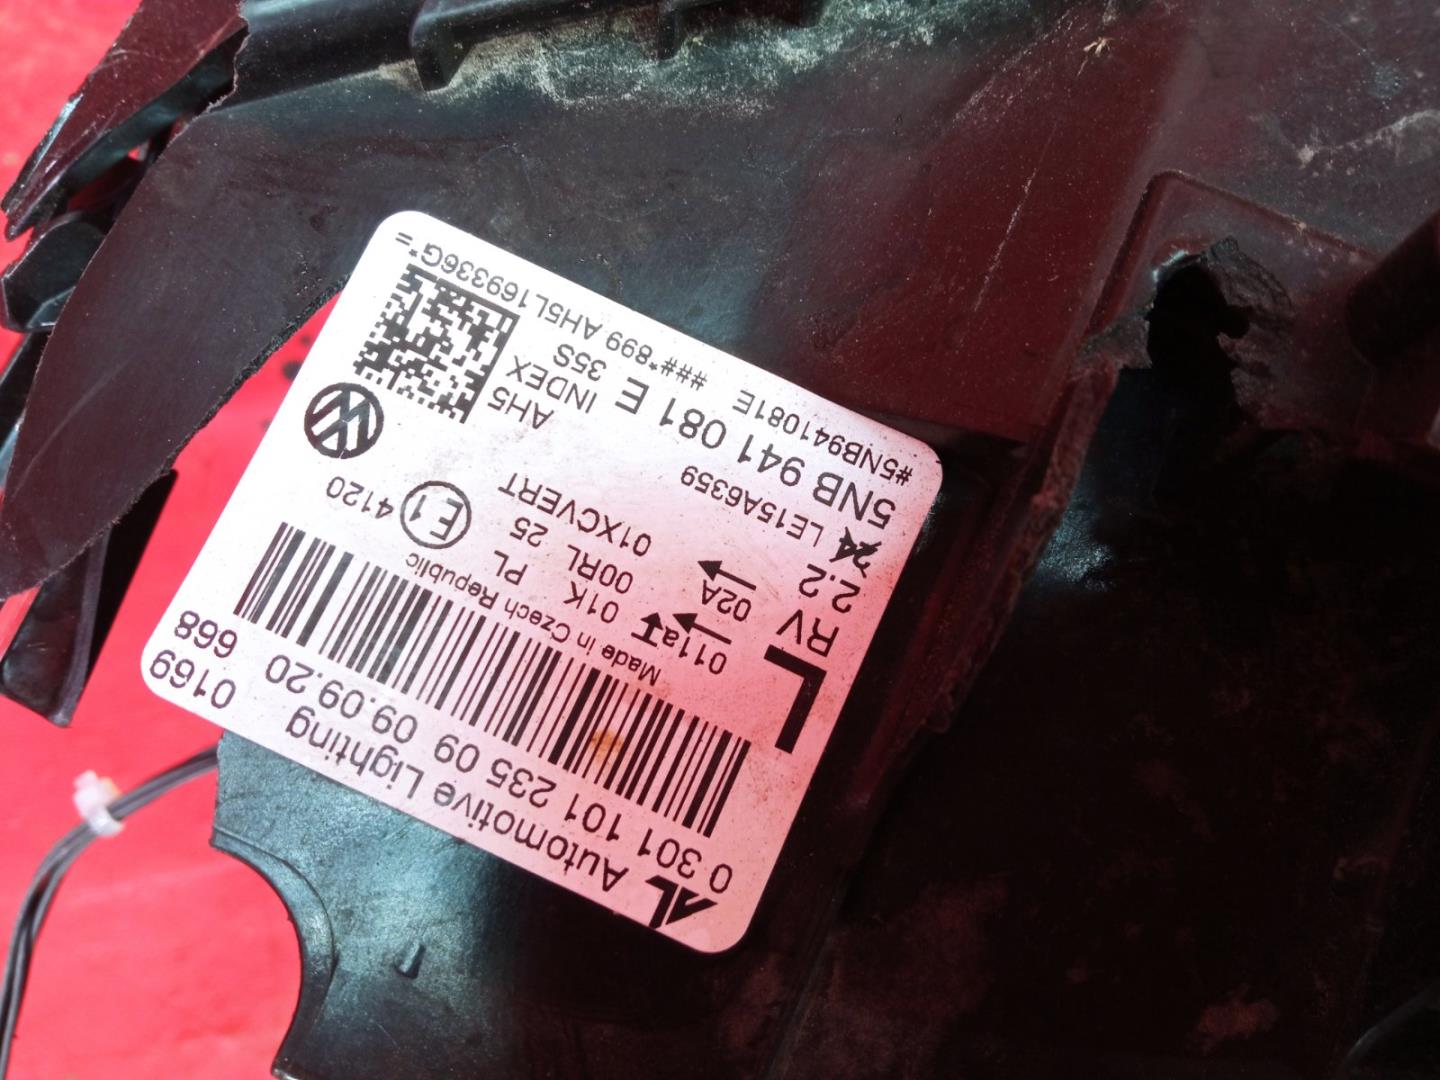 AL Automotive Lighting 0169
0 301 101 235 09 09.09.20 668
Made in Czech Republic
L
011aT 01K PL E1 4120
02A 00RL 25
RV 01XCVERT
2.2
24 LE15A6359 AH5
5NB 941 081 E INDEX 35S
#5NB941081E ###*899.AH5L169336G*=